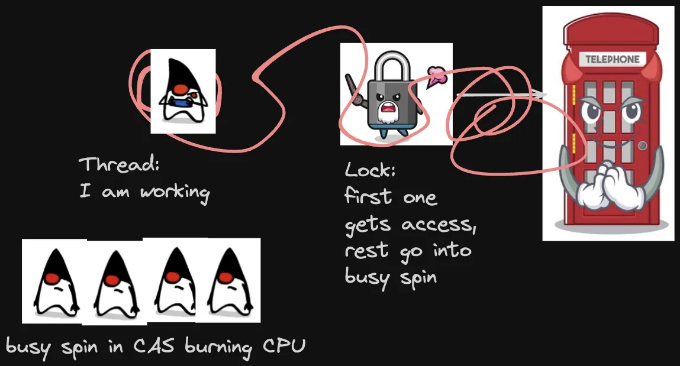 TELEPHONE
Thread:
I am working
Lock:
first one
gets access,
rest go into
busy spin
busy spin in CAS burning CPU